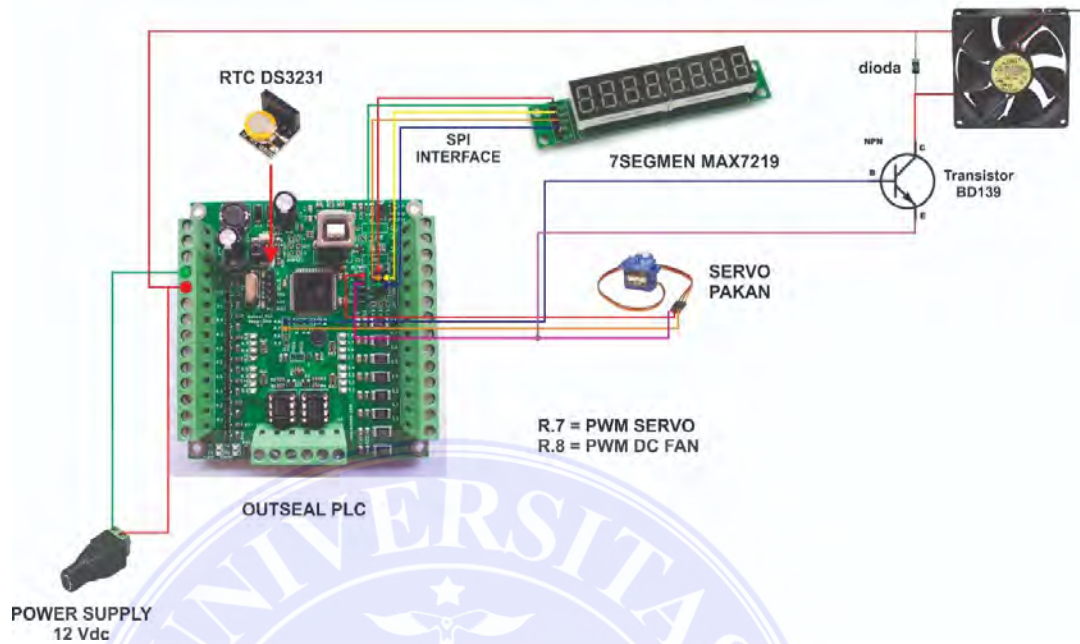 RTC DS3231
dioda
SPI
INTERFACE
7SEGMEN MAX7219
NPN
C
B
E
Transistor
BD139
SERVO
PAKAN
R.7 = PWM SERVO
R.8 = PWM DC FAN
OUTSEAL PLC
POWER SUPPLY
12 Vdc
UNIVERSITAS